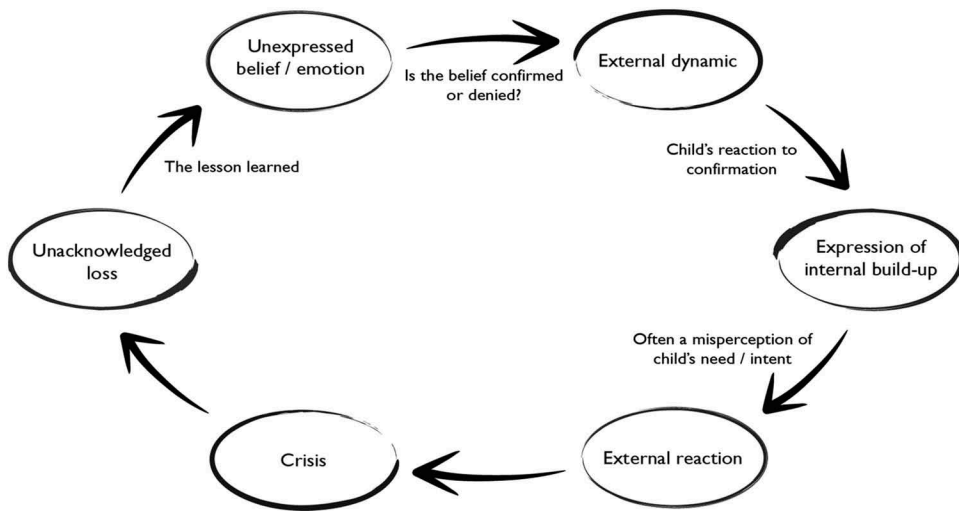 Unexpressed
belief / emotion
Is the belief confirmed
or denied?
External dynamic
Child's reaction to
confirmation
Expression of
internal build-up
Often a misperception of
child's need / intent
External reaction
Crisis
Unacknowledged
loss
The lesson learned